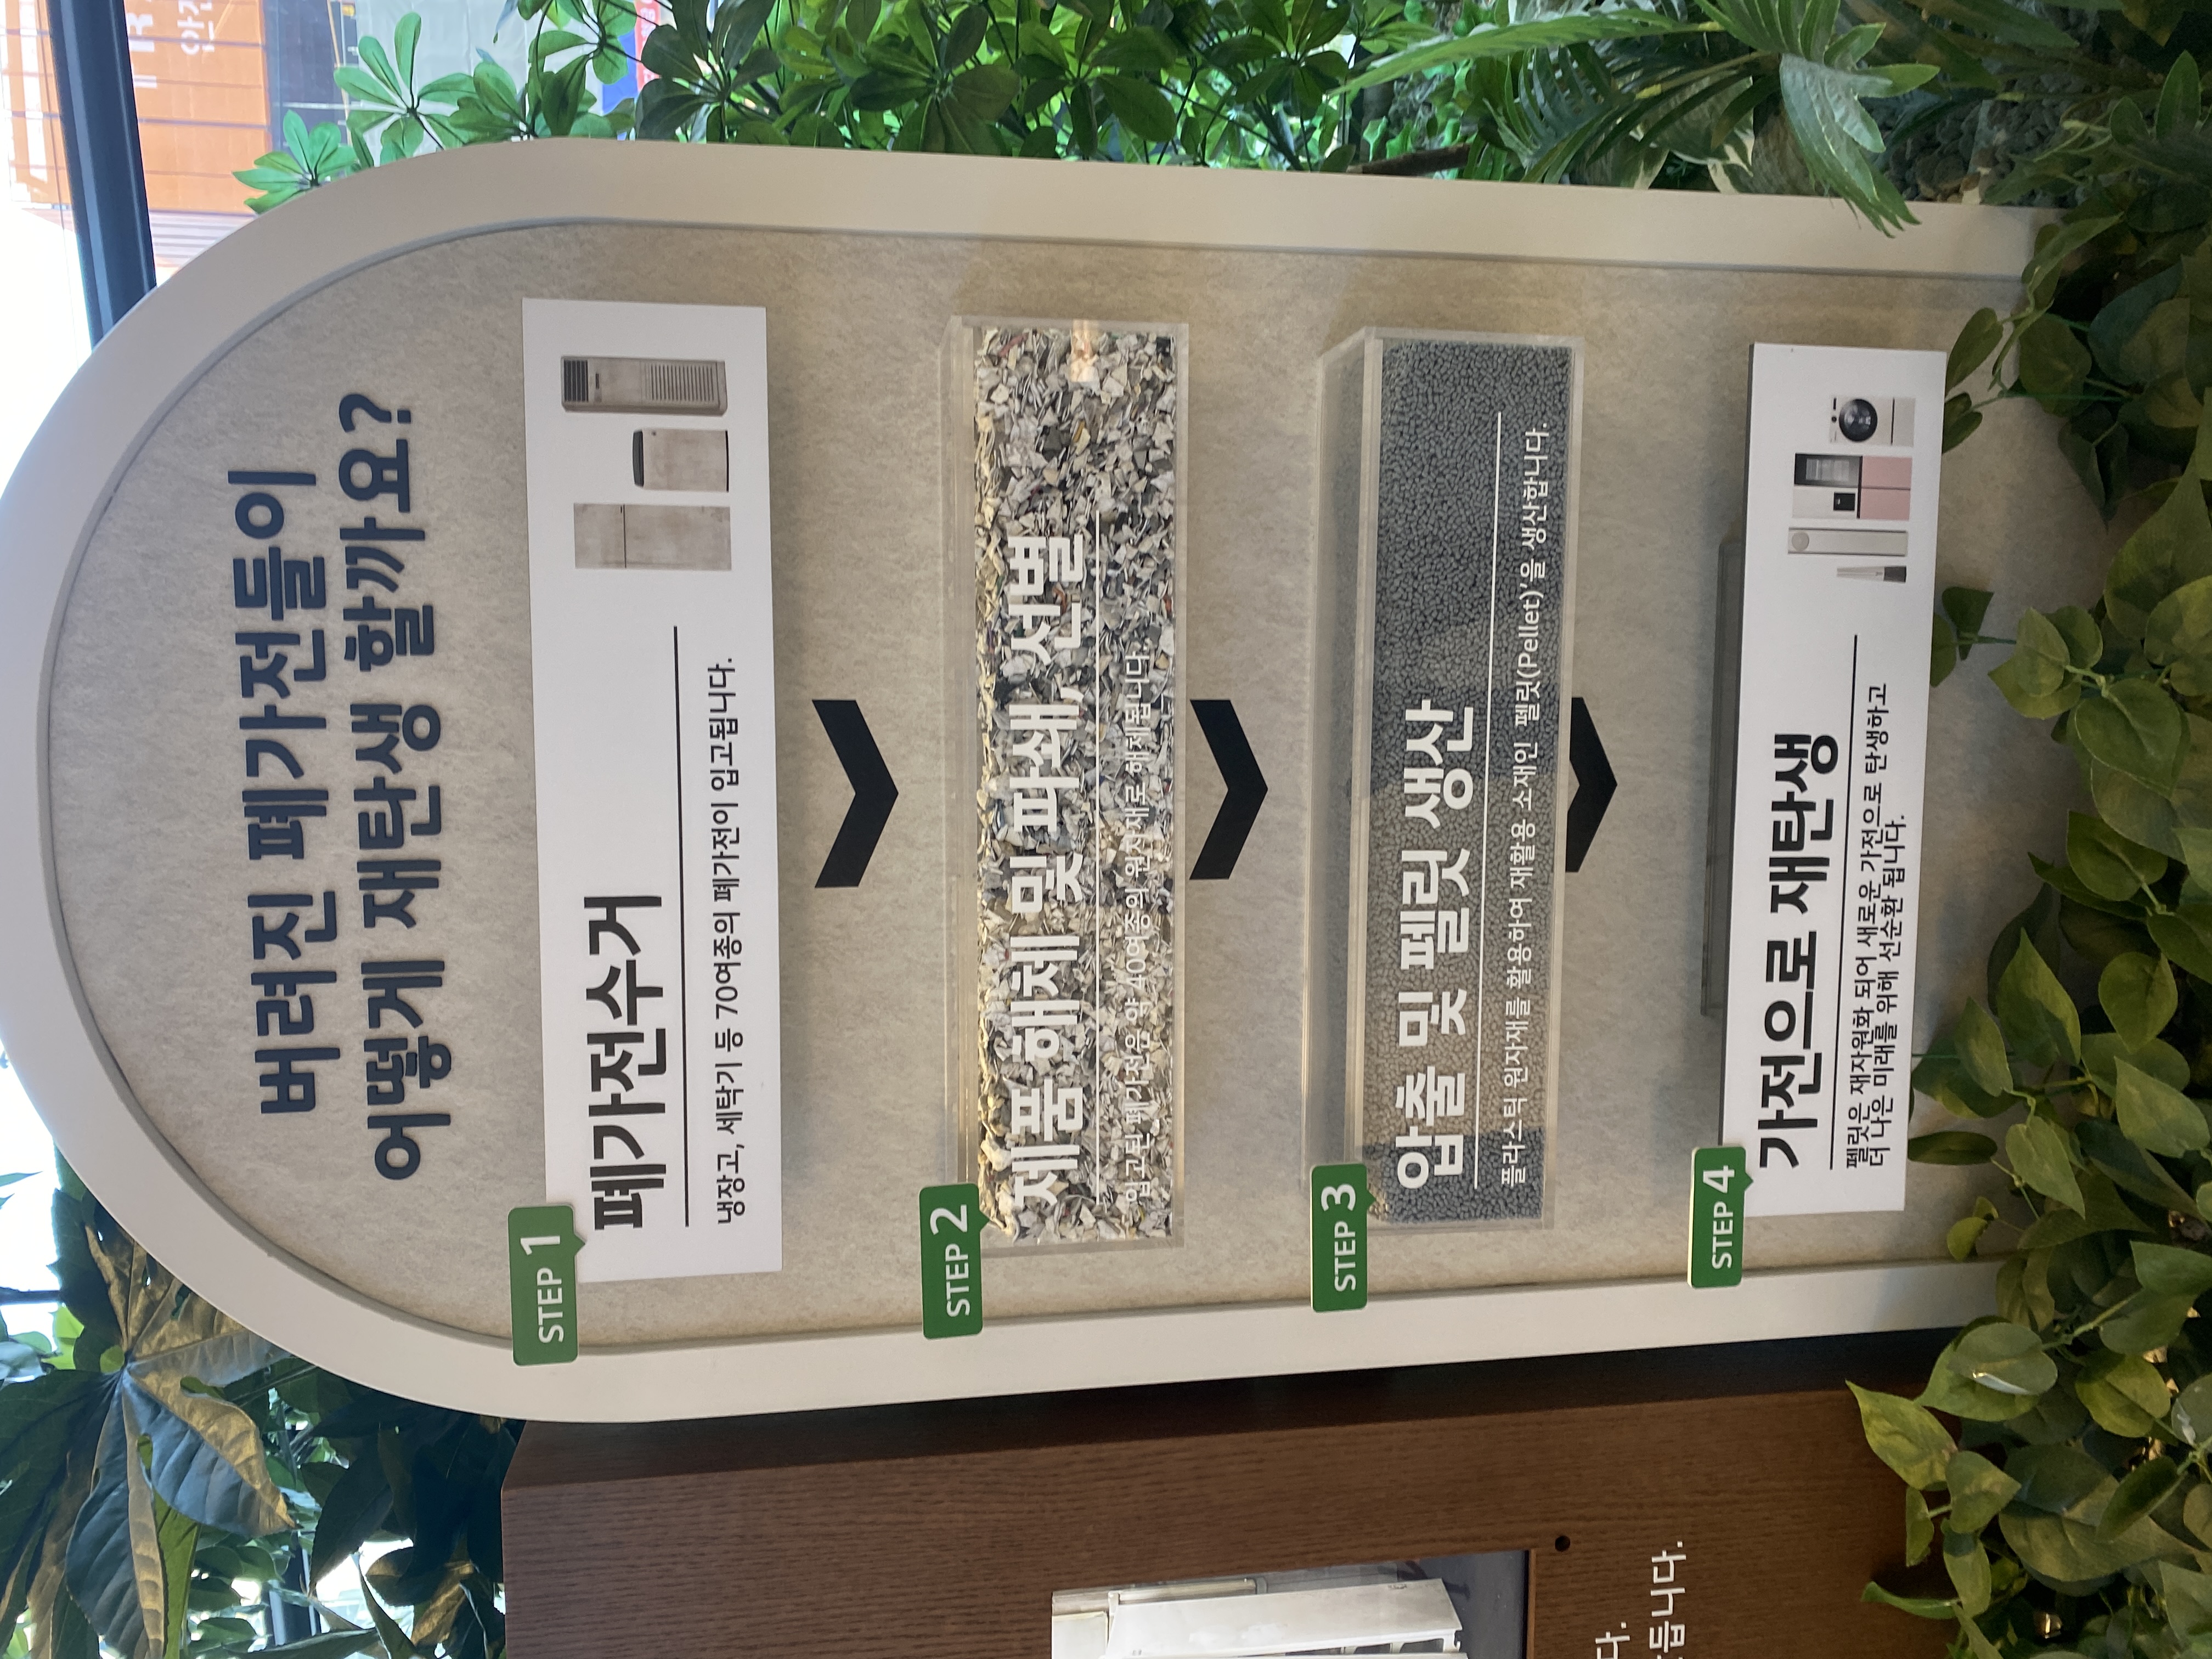 버려진 폐가전들이
어떻게 재탄생 할까요?
STEP 1
폐가전수거
냉장고, 세탁기 등 70여종의 폐가전이 입고됩니다.
STEP 2
제품 해체 및 파쇄, 선별
입고된 폐가전은 약 40여종의 원자재로 해체됩니다.
STEP 3
압출 및 펠릿 생산
플라스틱 원자재를 활용하여 재활용 소재인 펠릿(Pellet)'을 생산합니다.
STEP 4
가전으로 재탄생
펠릿은 재자원화 되어 새로운 가전으로 탄생하고
더 나은 미래를 위해 선순환 됩니다.
다.
듭니다.